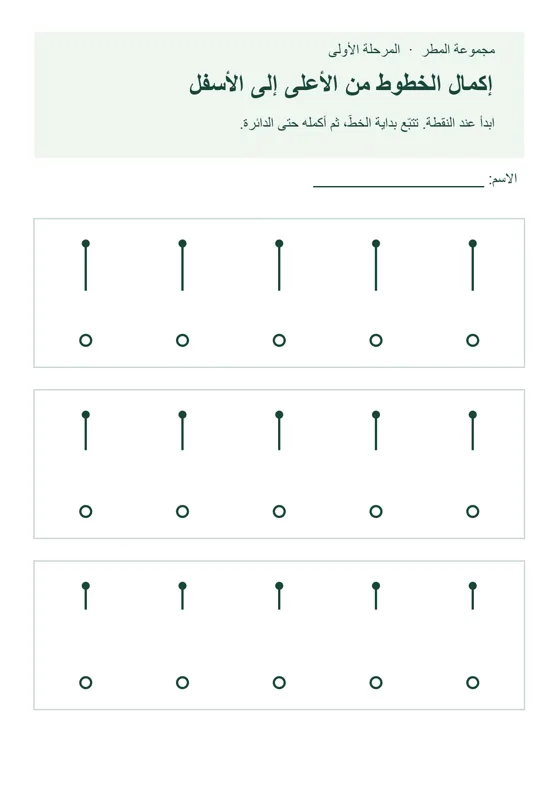 مجموعة المطر · المرحلة الأولى
إكمال الخطوط من الأعلى إلى الأسفل
ابدأ عند النقطة. تتبّع بداية الخطّ، ثم أكمله حتى الدائرة.
الاسم: